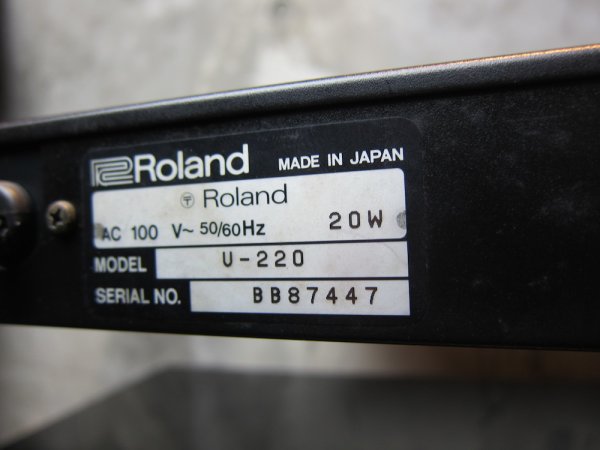 Roland MADE IN JAPAN
〒 Roland
AC 100 V~ 50/60Hz 20W
MODEL U-220
SERIAL NO. BB87447